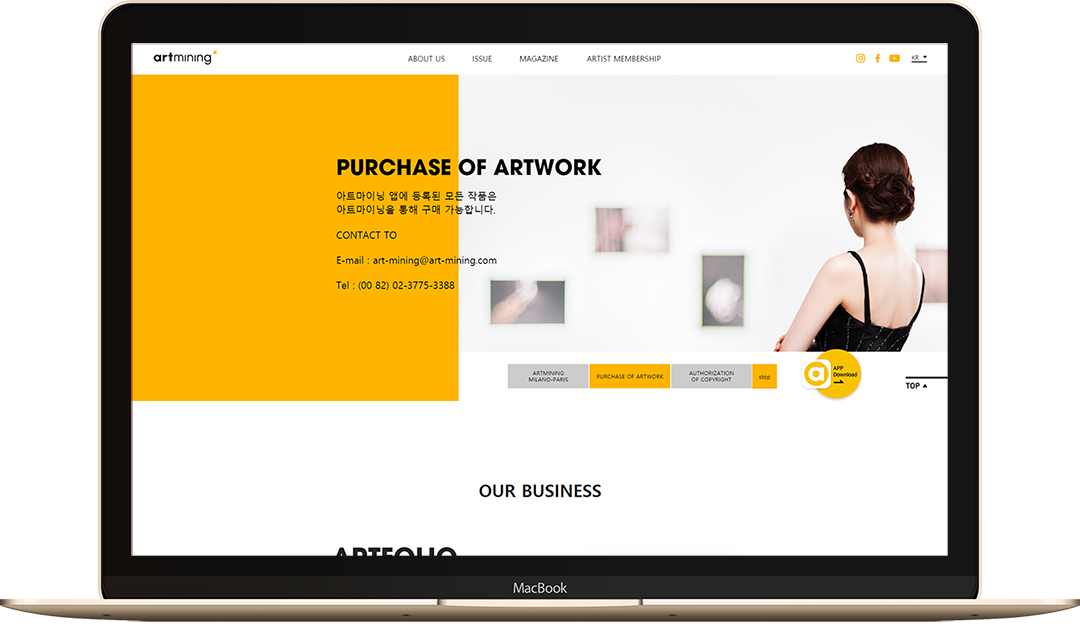 artmining
ABOUT US
ISSUE
MAGAZINE
ARTIST MEMBERSHIP
KR
PURCHASE OF ARTWORK
아트마이닝 앱에 등록된 모든 작품은
아트마이닝을 통해 구매 가능합니다.
CONTACT TO
E-mail : art-mining@art-mining.com
Tel : (00 82) 02-3775-3388
ARTMINING
MILANO-PARIS
PURCHASE OF ARTWORK
AUTHORIZATION
OF COPYRIGHT
stop
a
APP
Download
TOP
OUR BUSINESS
ARTFOLIO
MacBook